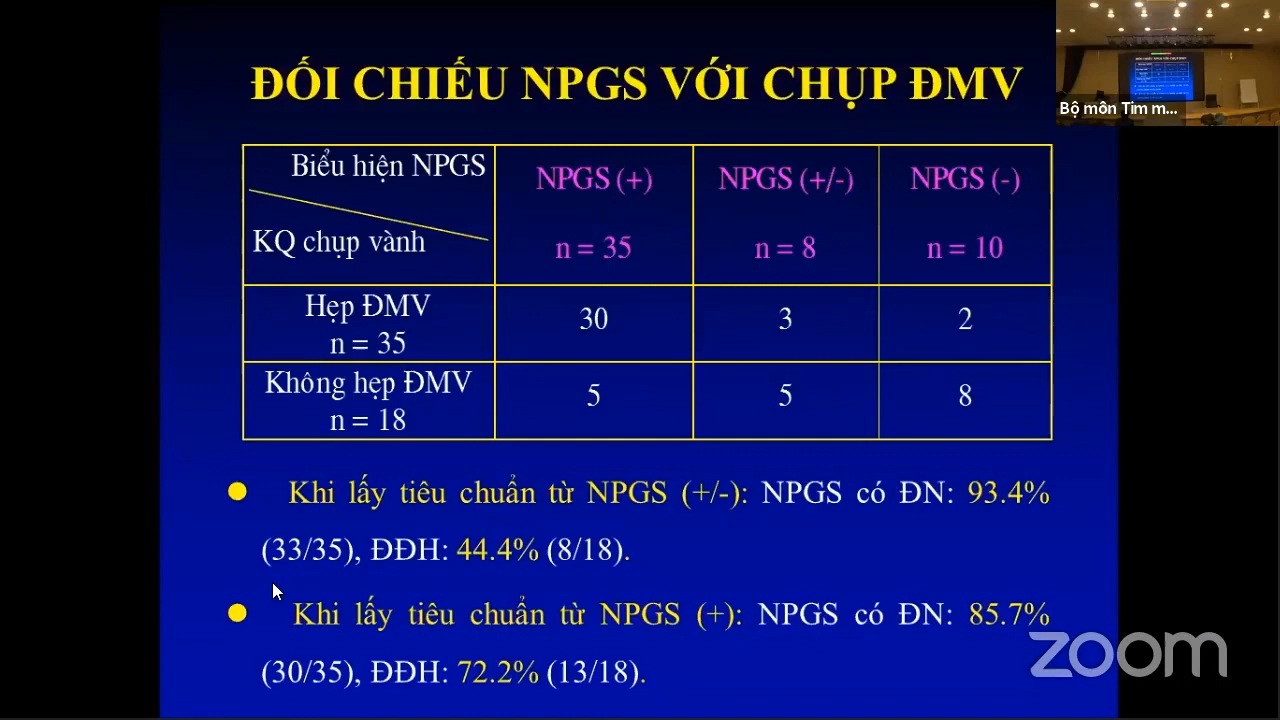 ĐỐI CHIẾU NPGS VỚI CHỤP ĐMV
Bộ môn Tim m...
Biểu hiện NPGS
KQ chụp vành
NPGS (+)
n = 35
NPGS (+/-)
n = 8
NPGS (-)
n = 10
Hẹp ĐMV
n = 35
30
3
2
Không hẹp ĐMV
n = 18
5
5
8
Khi lấy tiêu chuẩn từ NPGS (+/-): NPGS có ĐN: 93.4%
(33/35), ĐĐH: 44.4% (8/18).
Khi lấy tiêu chuẩn từ NPGS (+): NPGS có ĐN: 85.7%
(30/35), ĐĐH: 72.2% (13/18).
zoom